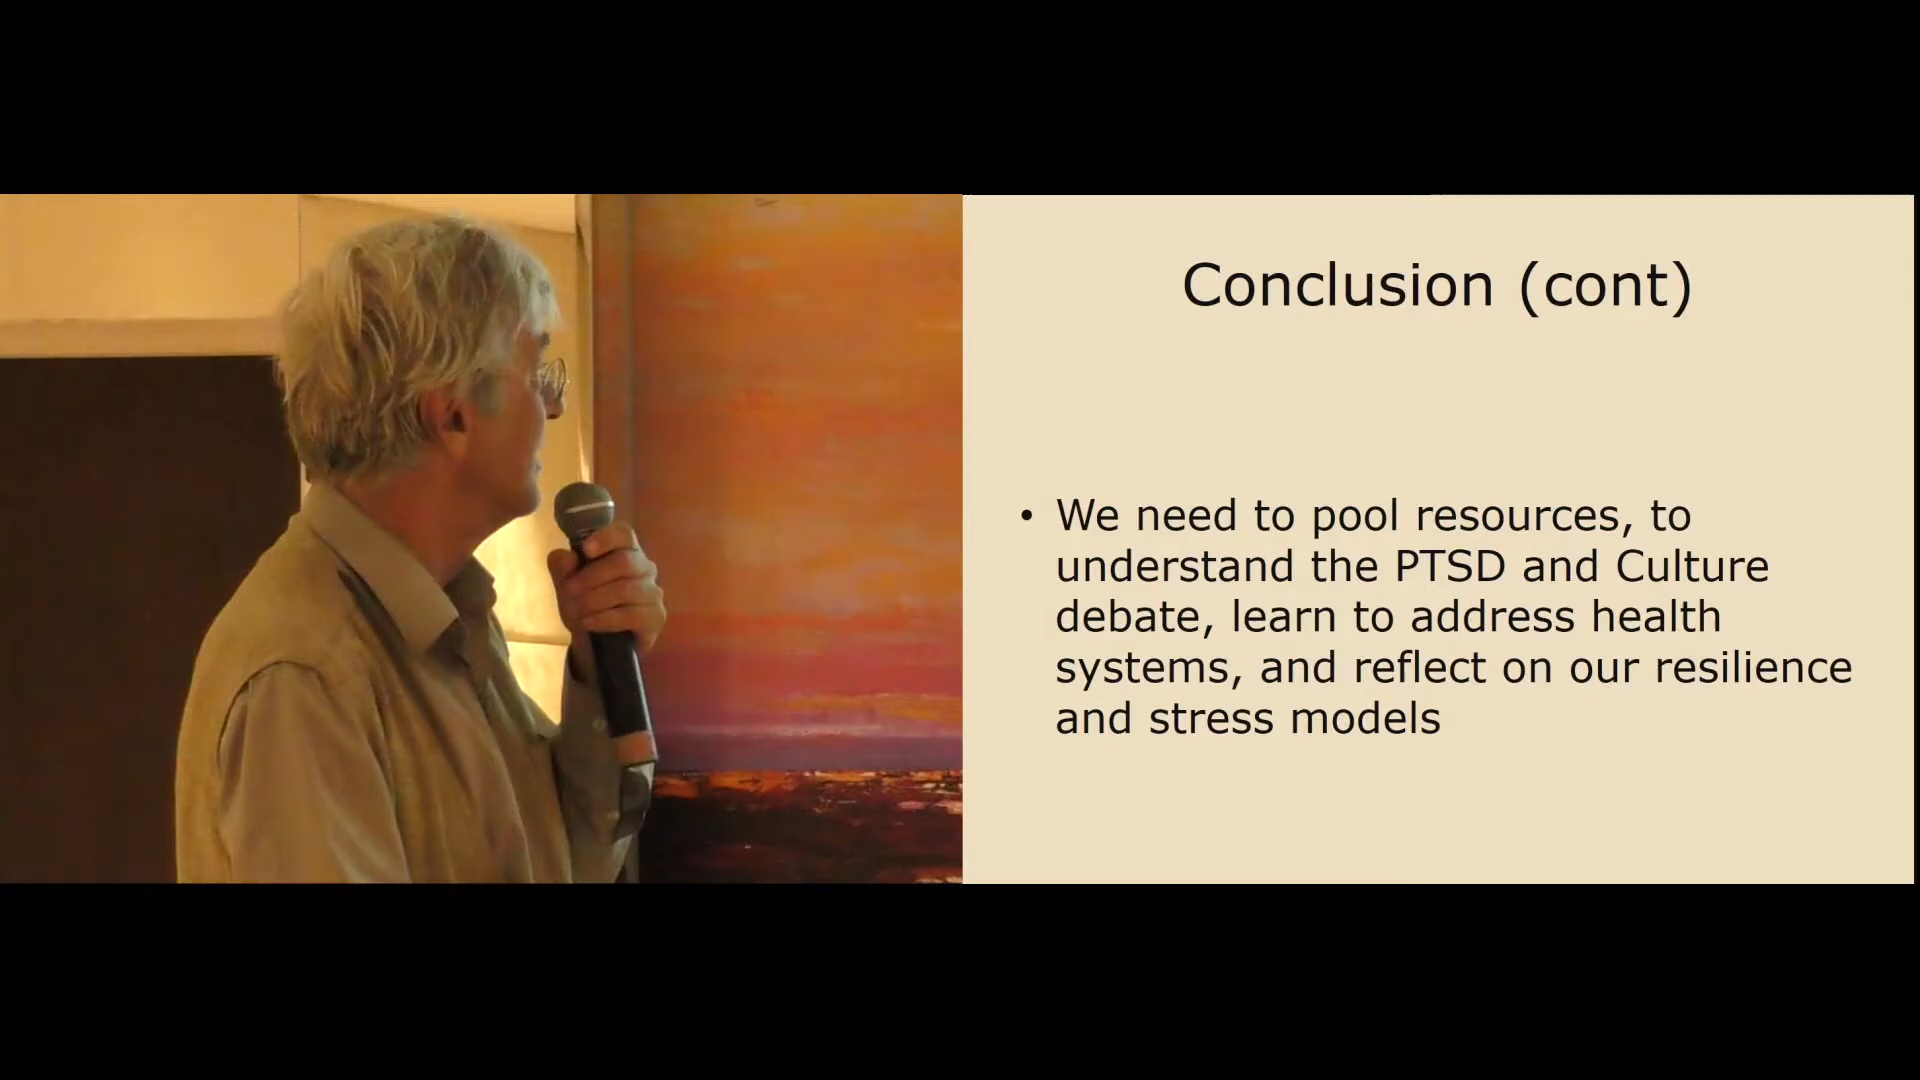 Conclusion (cont)
• We need to pool resources, to
understand the PTSD and Culture
debate, learn to address health
systems, and reflect on our resilience
and stress models